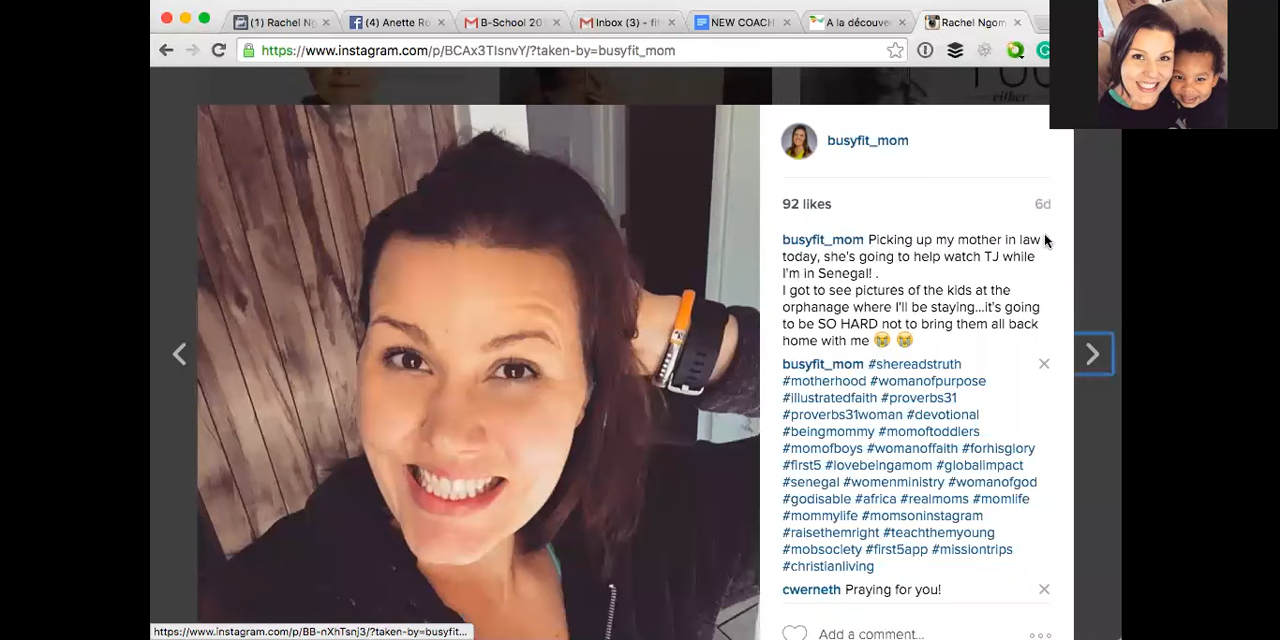 (1) Rachel Ng
(4) Anette Ro
B-School 20
Inbox (3) - fit
NEW COACH
A la découver
Rachel Ngom
https://www.instagram.com/p/BCAx3TIsnvY/?taken-by=busyfit_mom
either
busyfit_mom
92 likes
6d
busyfit_mom Picking up my mother in law
today, she's going to help watch TJ while
I'm in Senegal! .
I got to see pictures of the kids at the
orphanage where I'll be staying...it's going
to be SO HARD not to bring them all back
home with me 😭 😭
busyfit_mom #shereadstruth
#motherhood #womanofpurpose
#illustratedfaith #proverbs31
#proverbs31woman #devotional
#beingmommy #momoftoddlers
#momofboys #womanoffaith #forhisglory
#first5 #lovebeingamom #globalimpact
#senegal #womenministry #womanofgod
#godisable #africa #realmoms #momlife
#mommylife #momsoninstagram
#raisethemright #teachthemyoung
#mobsociety #first5app #missiontrips
#christianliving
cwerneth Praying for you!
Add a comment...
https://www.instagram.com/p/BB-nXhTsnj3/?taken-by=busyfit...